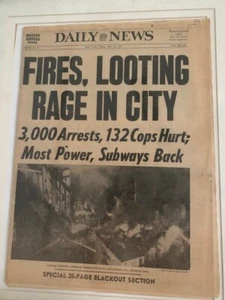 DAILY NEWS
FIRES, LOOTING
RAGE IN CITY
3,000 Arrests, 132 Cops Hurt;
Most Power, Subways Back
SPECIAL 25-PAGE BLACKOUT SECTION